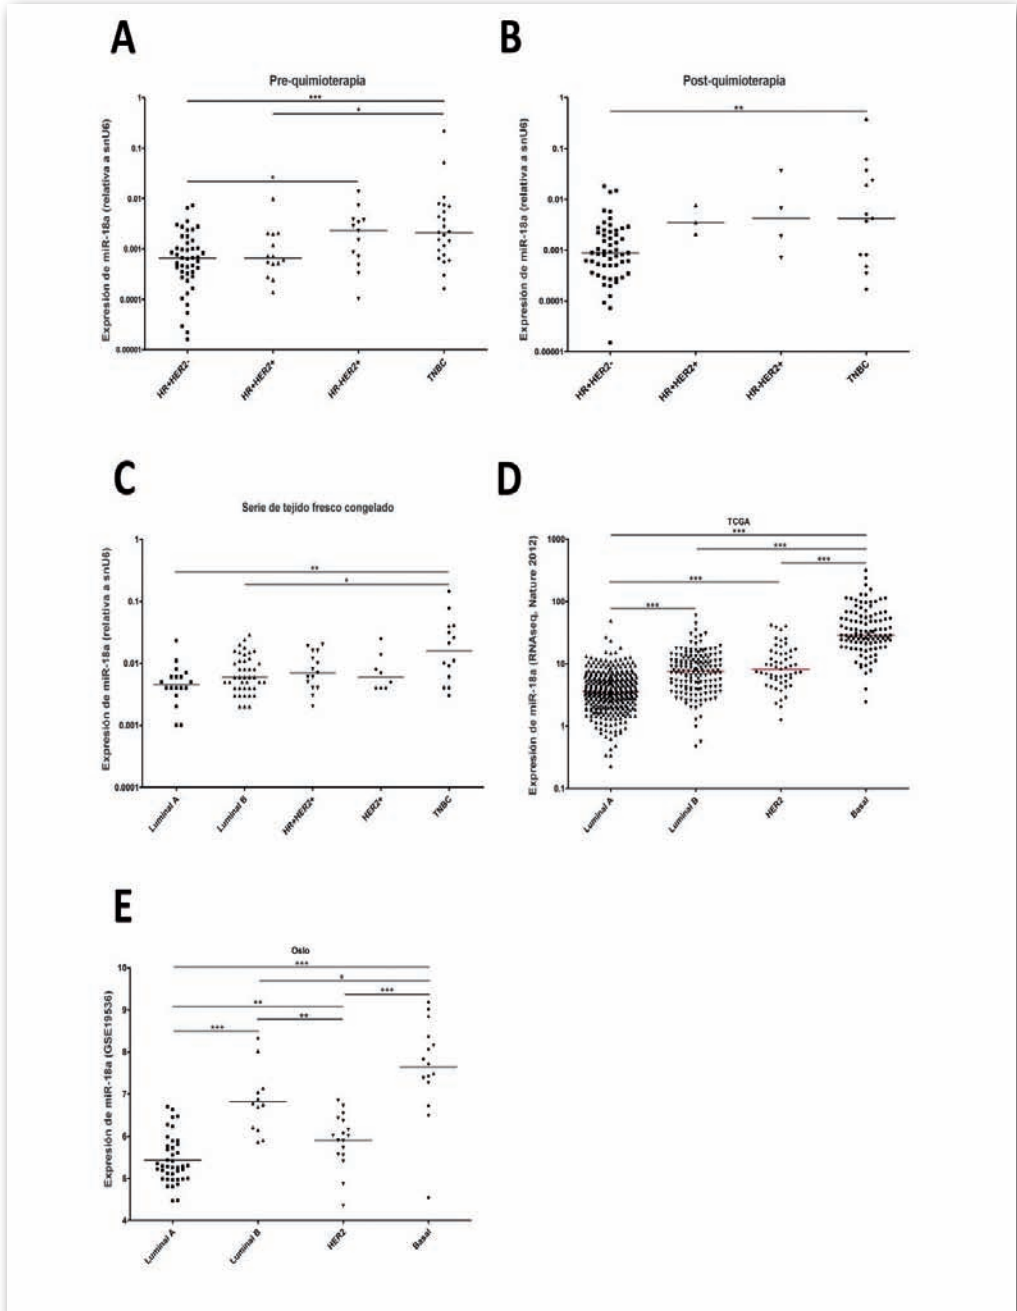 A
Pre-quimioterapia
Expresión de miR-18a (relativa a snU6)
1
0.1
0.01
0.001
0.0001
0.00001
***
*
*
HR+HER2-
HR+HER2+
HR-HER2+
TNBC
B
Post-quimioterapia
Expresión de miR-18a (relativa a snU6)
1
0.1
0.01
0.001
0.0001
0.00001
**
HR+HER2-
HR+HER2+
HR-HER2+
TNBC
C
Serie de tejido fresco congelado
Expresión de miR-18a (relativa a snU6)
1
0.1
0.01
0.001
0.0001
**
*
Luminal A
Luminal B
HR+HER2+
HER2+
TNBC
D
TCGA
Expresión de miR-18a (RNAseq, Nature 2012)
1000
100
10
1
0.1
***
***
***
***
***
Luminal A
Luminal B
HER2
Basal
E
Oslo
Expresión de miR-18a (GSE19536)
10
9
8
7
6
5
4
***
*
***
**
**
***
Luminal A
Luminal B
HER2
Basal